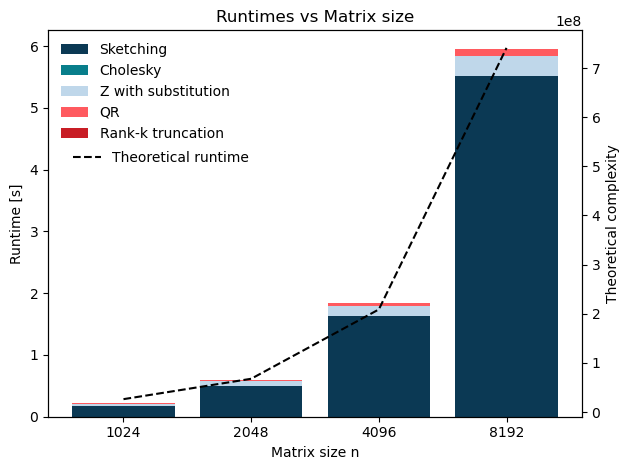 Runtimes vs Matrix size
1e8
Sketching
Cholesky
Z with substitution
QR
Rank-k truncation
Theoretical runtime
Runtime [s]
6
5
4
3
2
1
0
7
6
5
4
3
2
1
0
Theoretical complexity
1024 2048 4096 8192
Matrix size n